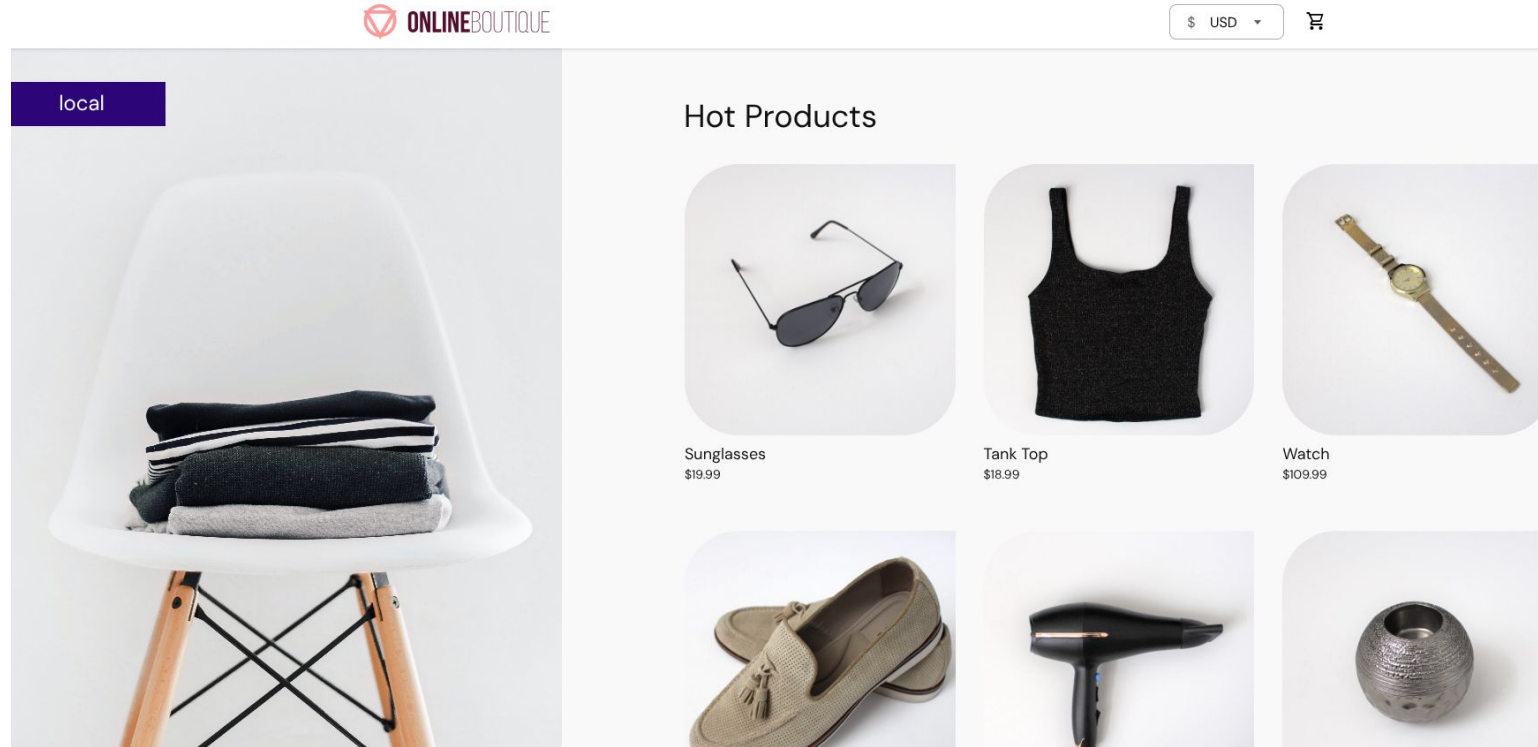 ONLINEBOUTIQUE
$ USD
local
Hot Products
Sunglasses
$19.99
Tank Top
$18.99
Watch
$109.99